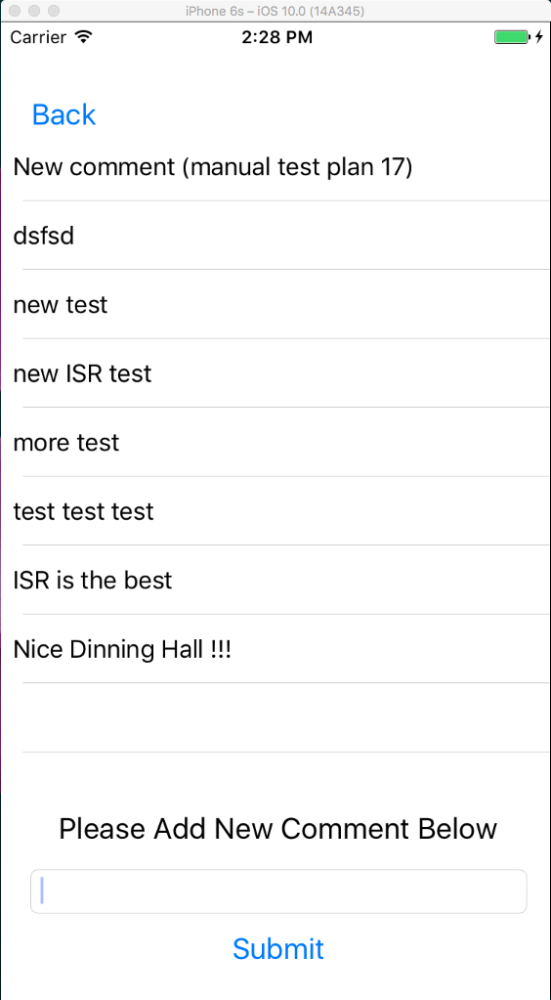 iPhone 6s – iOS 10.0 (14A345)
Carrier 2:28 PM
Back
New comment (manual test plan 17)
dsfsd
new test
new ISR test
more test
test test test
ISR is the best
Nice Dinning Hall !!!
Please Add New Comment Below
Submit